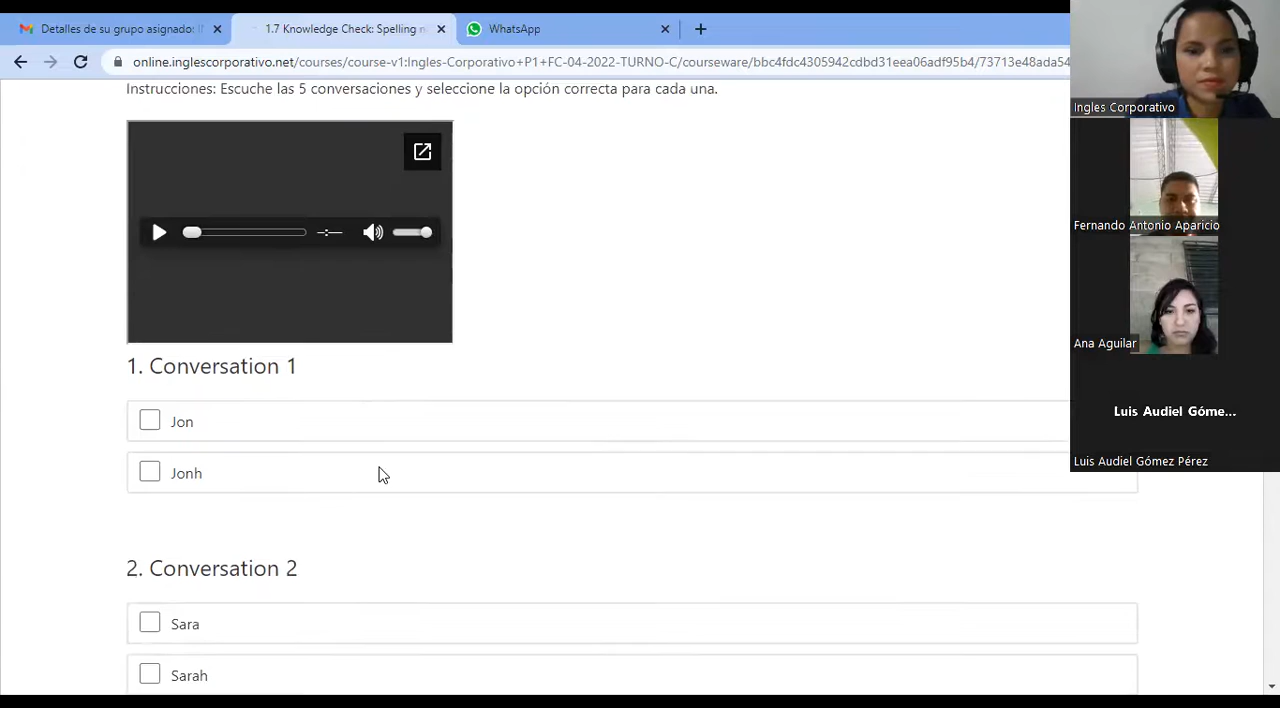 Detalles de su grupo asignado: I
1.7 Knowledge Check: Spelling n
WhatsApp
online.inglescorporativo.net/courses/course-v1:Ingles-Corporativo+P1+FC-04-2022-TURNO-C/courseware/bbc4fdc4305942cdbd31eea06adf95b4/73713e48ada54
Instrucciones: Escuche las 5 conversaciones y seleccione la opción correcta para cada una.
-:--
1. Conversation 1
Jon
Jonh
2. Conversation 2
Sara
Sarah
Ingles Corporativo
Fernando Antonio Aparicio
Ana Aguilar
Luis Audiel Góme...
Luis Audiel Gómez Pérez